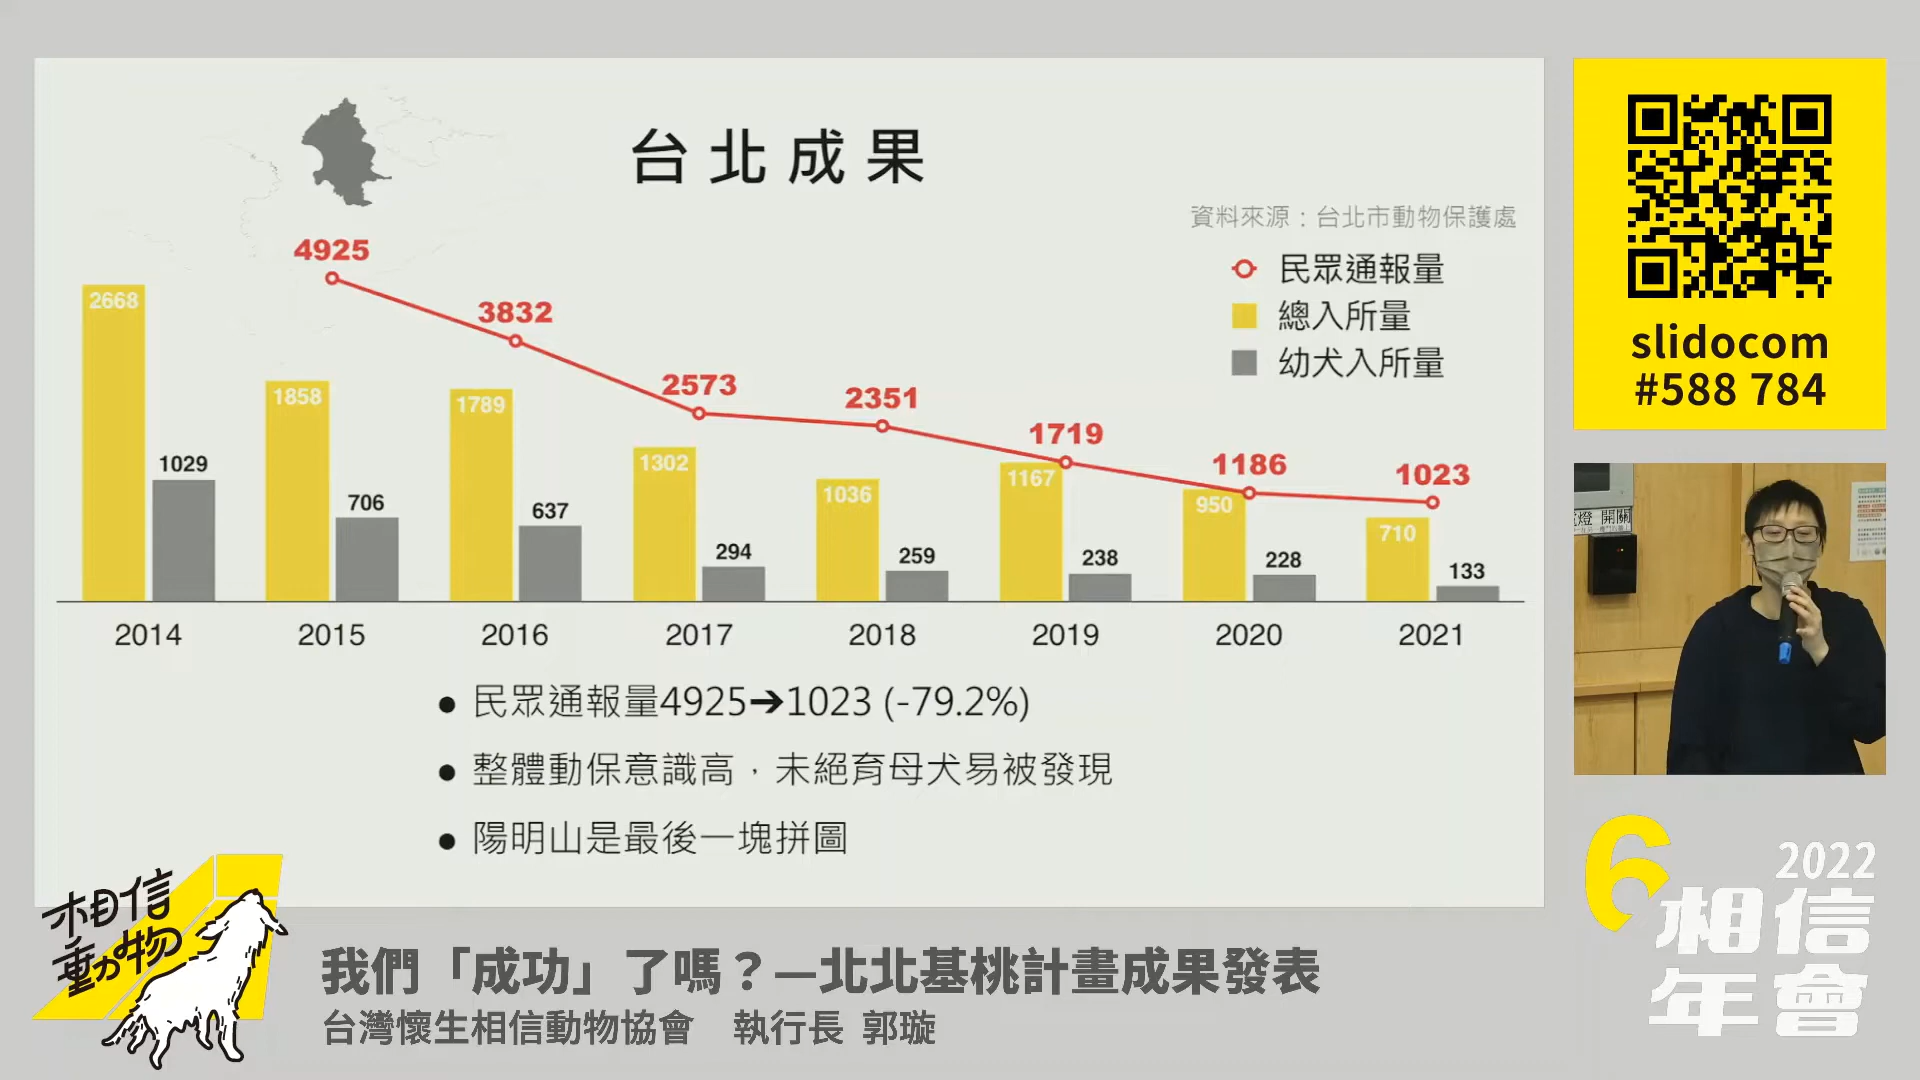 台北成果
資料來源：台北市動物保護處
民眾通報量
總入所量
幼犬入所量
4925
3832
2573
2351
1719
1186
1023
2668
1029
1858
706
1789
637
1302
294
1036
259
1167
238
950
228
710
133
2014
2015
2016
2017
2018
2019
2020
2021
● 民眾通報量4925➔1023 (-79.2%)
● 整體動保意識高，未絕育母犬易被發現
● 陽明山是最後一塊拼圖
slidocom
#588 784
燈 開關
6
2022
相信
年會
相信
動物
我們「成功」了嗎？—北北基桃計畫成果發表
台灣懷生相信動物協會 執行長 郭璇